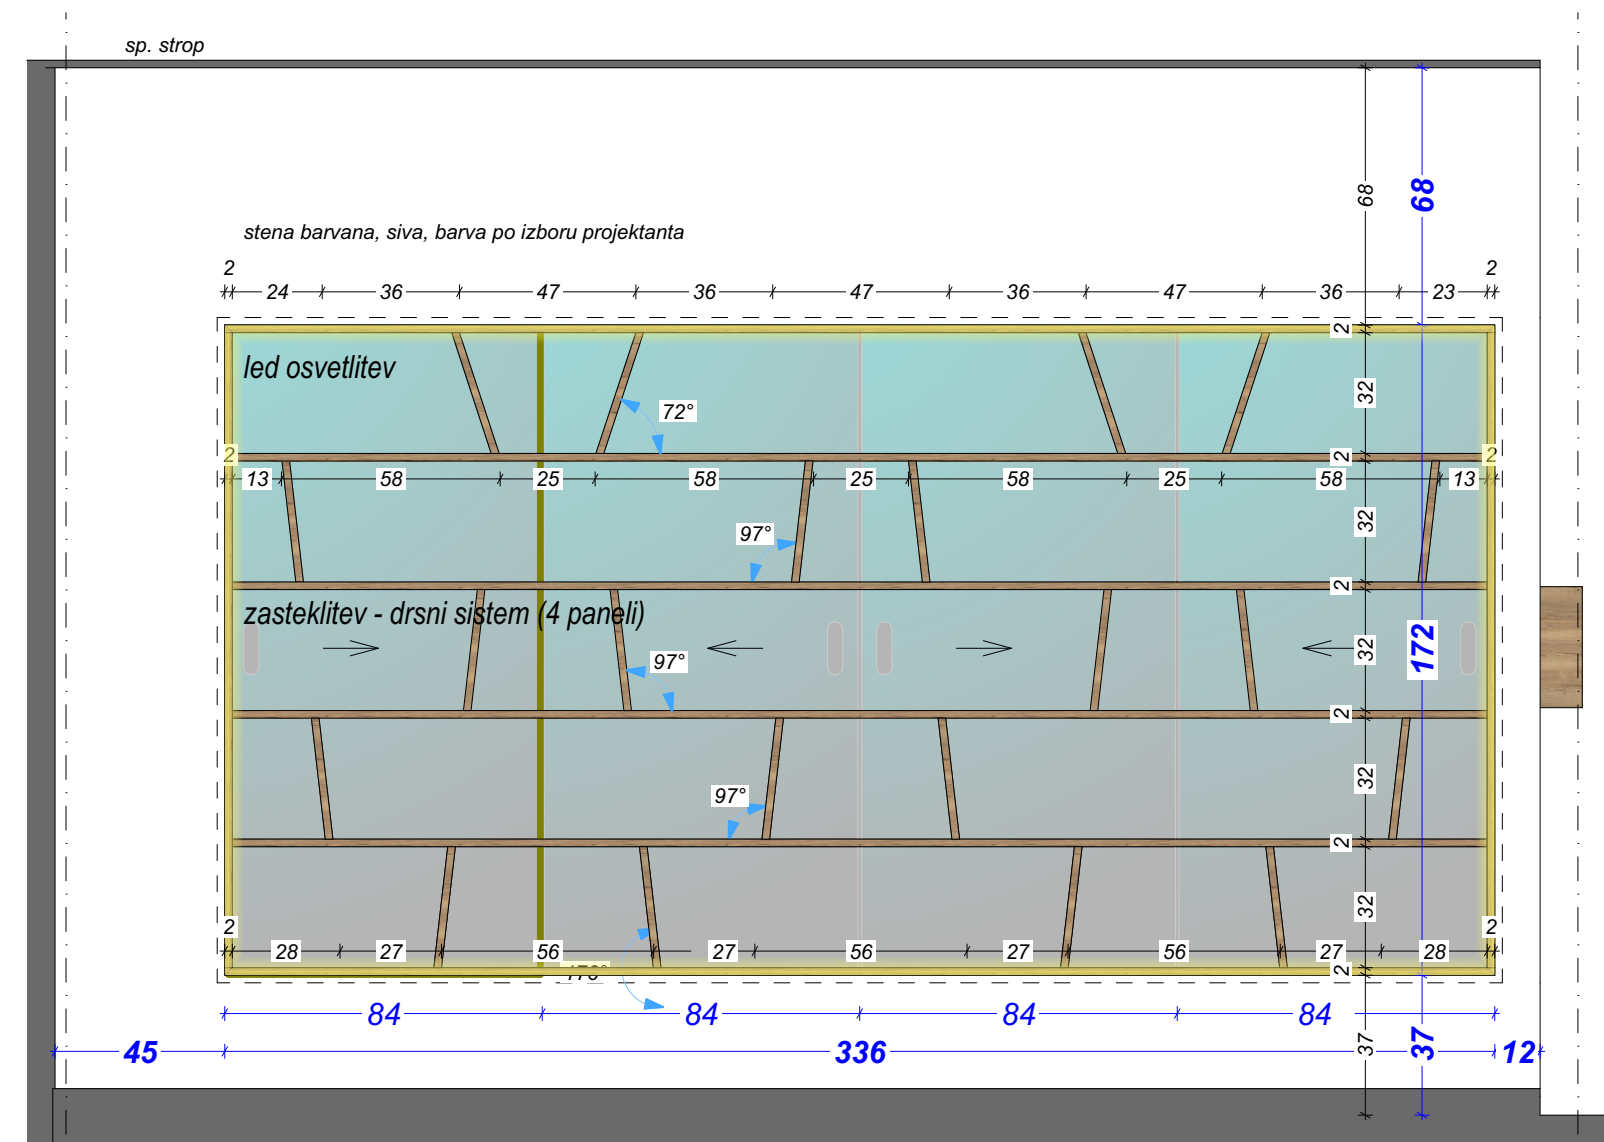 sp. strop
68
68
stena barvana, siva, barva po izboru projektanta
2
2
24 36 47 36 47 36 47 36 23
2
led osvetlitev
32
72°
2 2 2
13 58 25 58 25 58 25 58 13
32
97°
2
zasteklitev - drsni sistem (4 paneli)
97°
32
172
2
32
97°
2
32
2 2
28 27 56 27 56 27 56 27 28
2
84 84 84 84
45 336 37 37 12